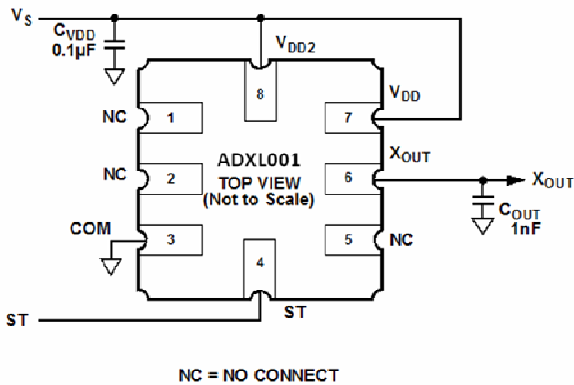 VS
CVDD
0.1µF
VDD2
8
VDD
NC
1
7
ADXL001
XOUT
NC
2
TOP VIEW
(Not to Scale)
6
XOUT
COM
3
5
NC
COUT
1nF
4
ST
ST
NC = NO CONNECT